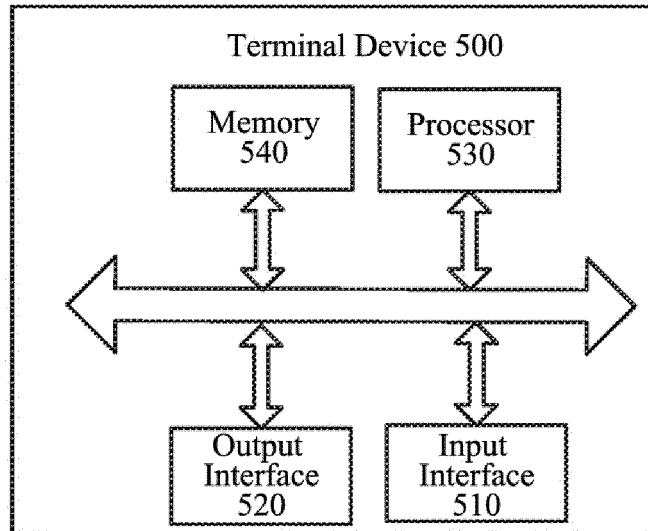 Terminal Device 500
Memory
540
Processor
530
Output
Interface
520
Input
Interface
510